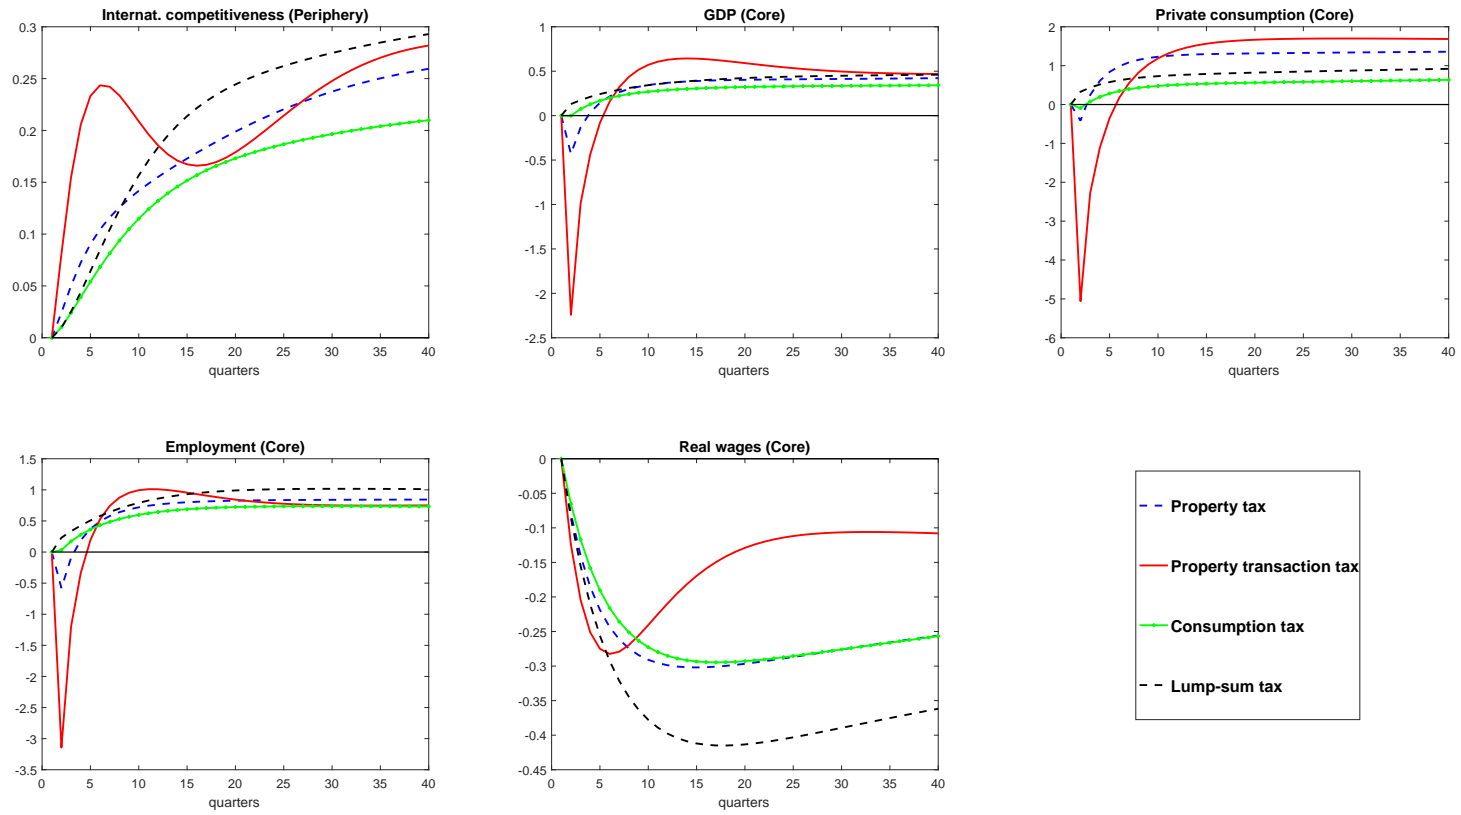 Internat. competitiveness (Periphery)
0.3
0.25
0.2
0.15
0.1
0.05
0
0 5 10 15 20 25 30 35 40
quarters
GDP (Core)
1
0.5
0
-0.5
-1
-1.5
-2
-2.5
0 5 10 15 20 25 30 35 40
quarters
Private consumption (Core)
2
1
0
-1
-2
-3
-4
-5
-6
0 5 10 15 20 25 30 35 40
quarters
Employment (Core)
1.5
1
0.5
0
-0.5
-1
-1.5
-2
-2.5
-3
-3.5
0 5 10 15 20 25 30 35 40
quarters
Real wages (Core)
0
-0.05
-0.1
-0.15
-0.2
-0.25
-0.3
-0.35
-0.4
-0.45
0 5 10 15 20 25 30 35 40
quarters
Property tax
Property transaction tax
Consumption tax
Lump-sum tax